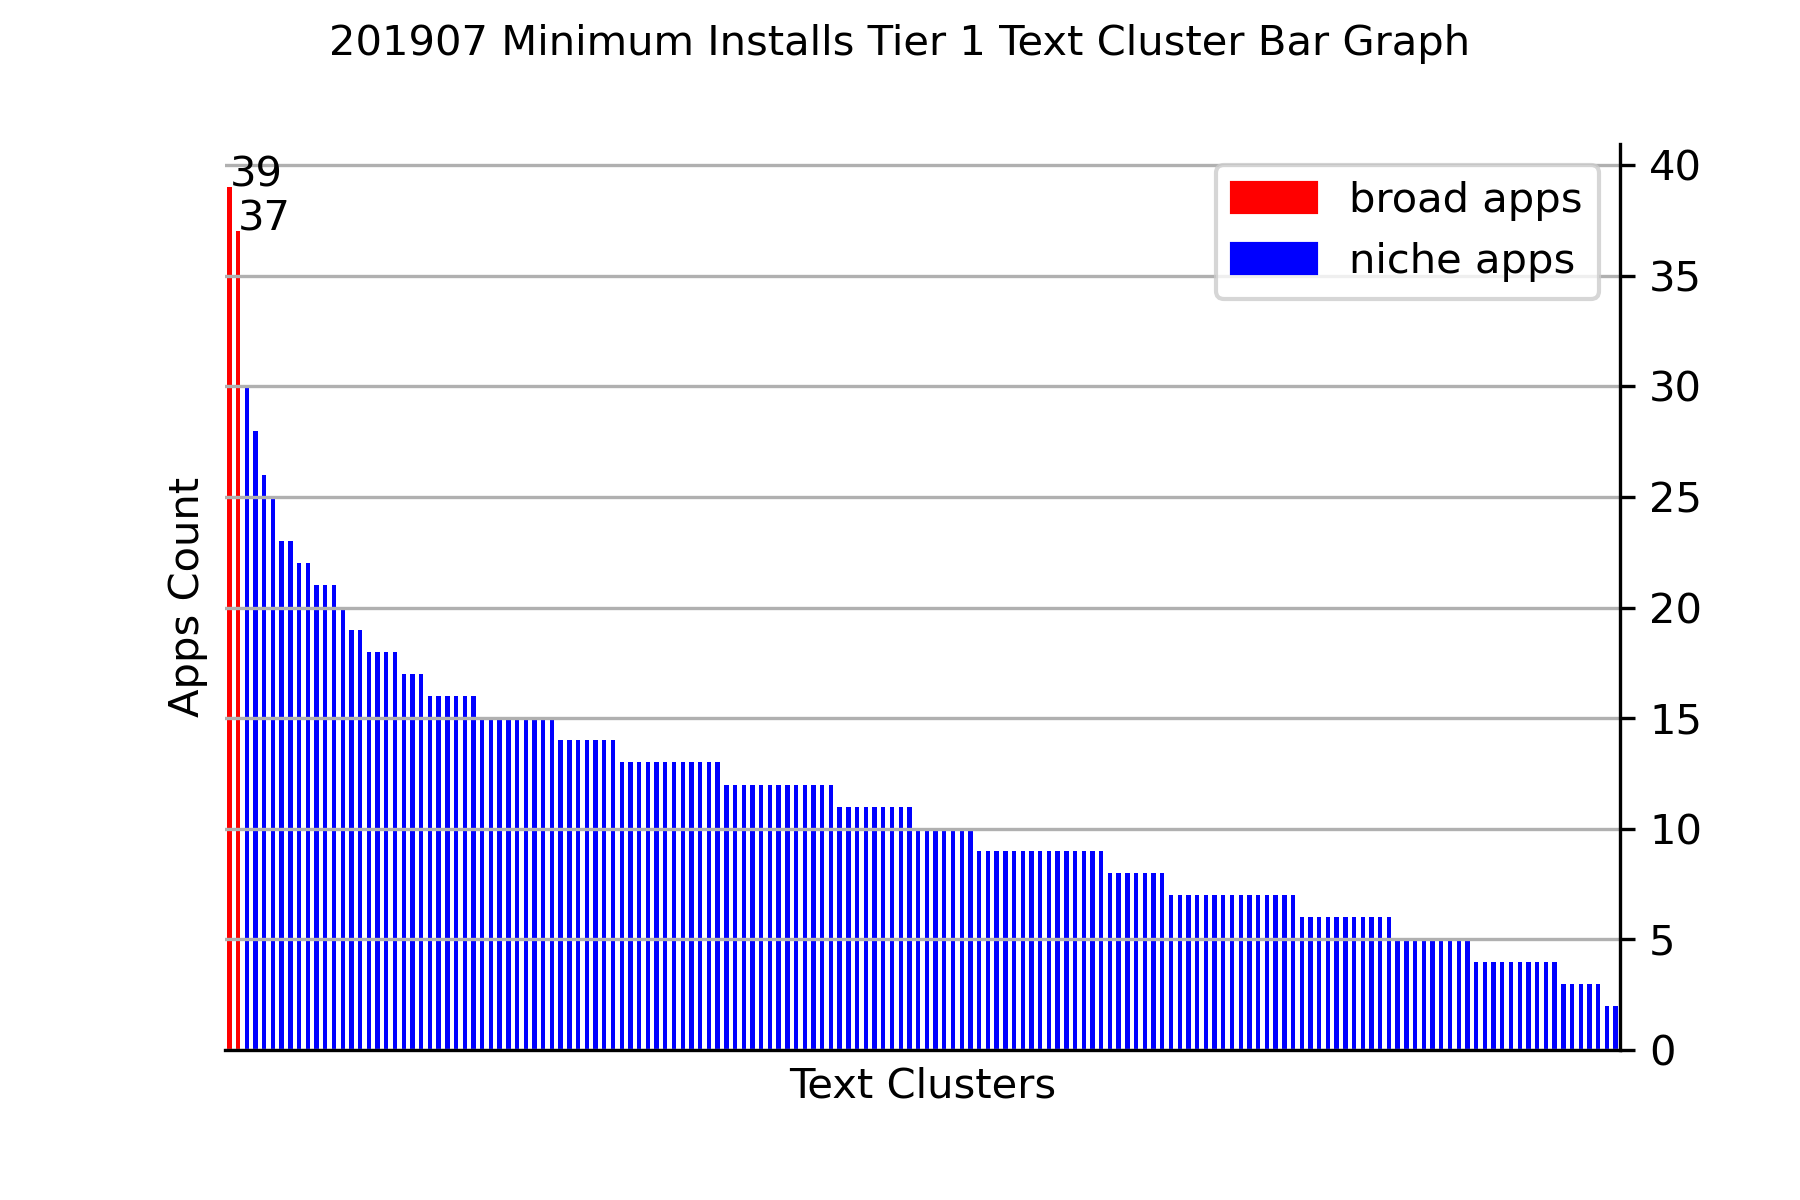 201907 Minimum Installs Tier 1 Text Cluster Bar Graph
39
37
broad apps
niche apps
40
35
30
25
20
15
10
5
0
Apps Count
Text Clusters